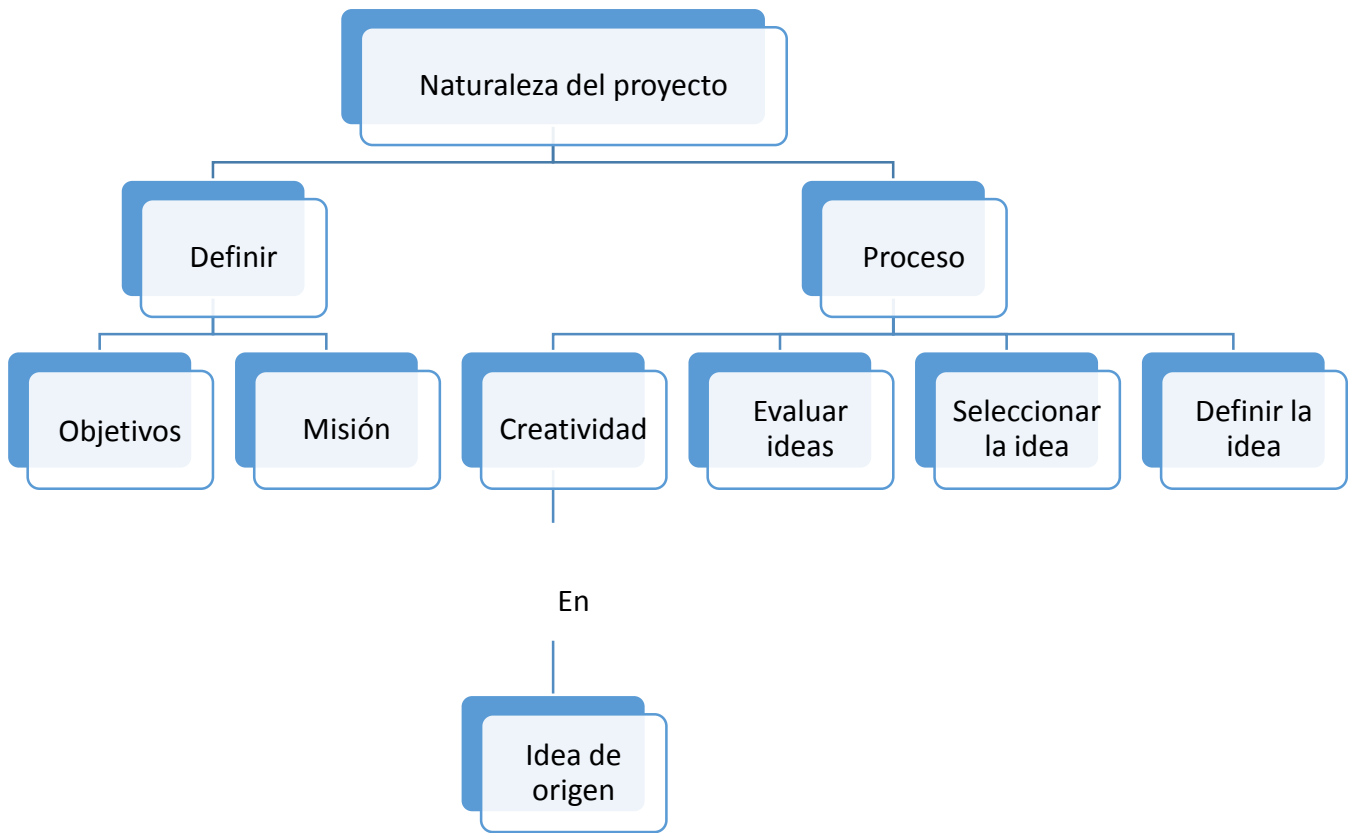 Naturaleza del proyecto
Definir
Proceso
Objetivos
Misión
Creatividad
Evaluar
ideas
Seleccionar
la idea
Definir la
idea
En
Idea de
origen